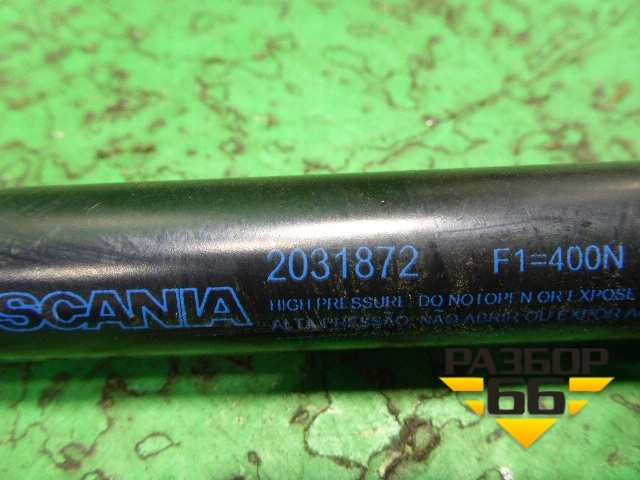 2031872 F1=400N
SCANIA
HIGH PRESSURE. DO NOT OPEN OR EXPOSE
ALTA PRESSÃO. NÃO ABRIR OU EXPOR
РАЗБОР
66